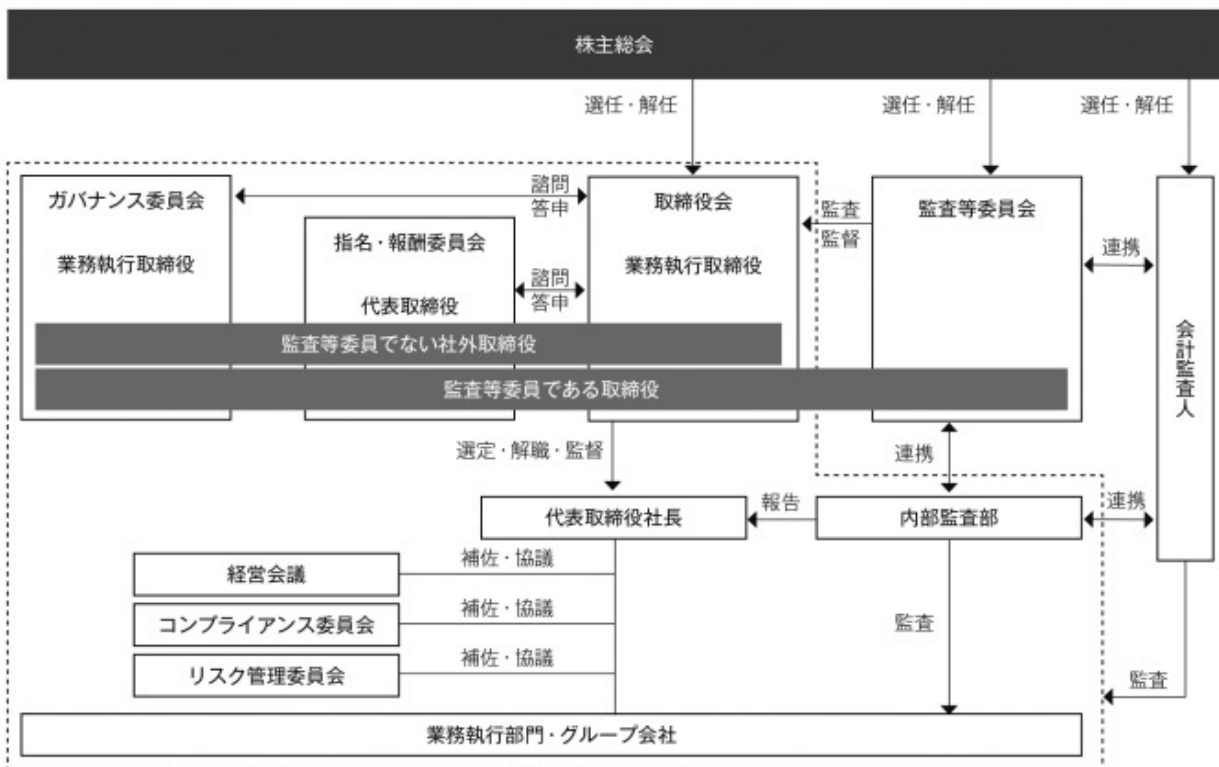 株主総会
選任・解任
選任・解任
選任・解任
ガバナンス委員会
業務執行取締役
諮問
答申
指名・報酬委員会
代表取締役
諮問
答申
取締役会
業務執行取締役
監査
監督
監査等委員会
連携
会計監査人
監査等委員でない社外取締役
監査等委員である取締役
選定・解職・監督
連携
代表取締役社長
報告
内部監査部
連携
経営会議
補佐・協議
コンプライアンス委員会
補佐・協議
リスク管理委員会
補佐・協議
監査
監査
業務執行部門・グループ会社